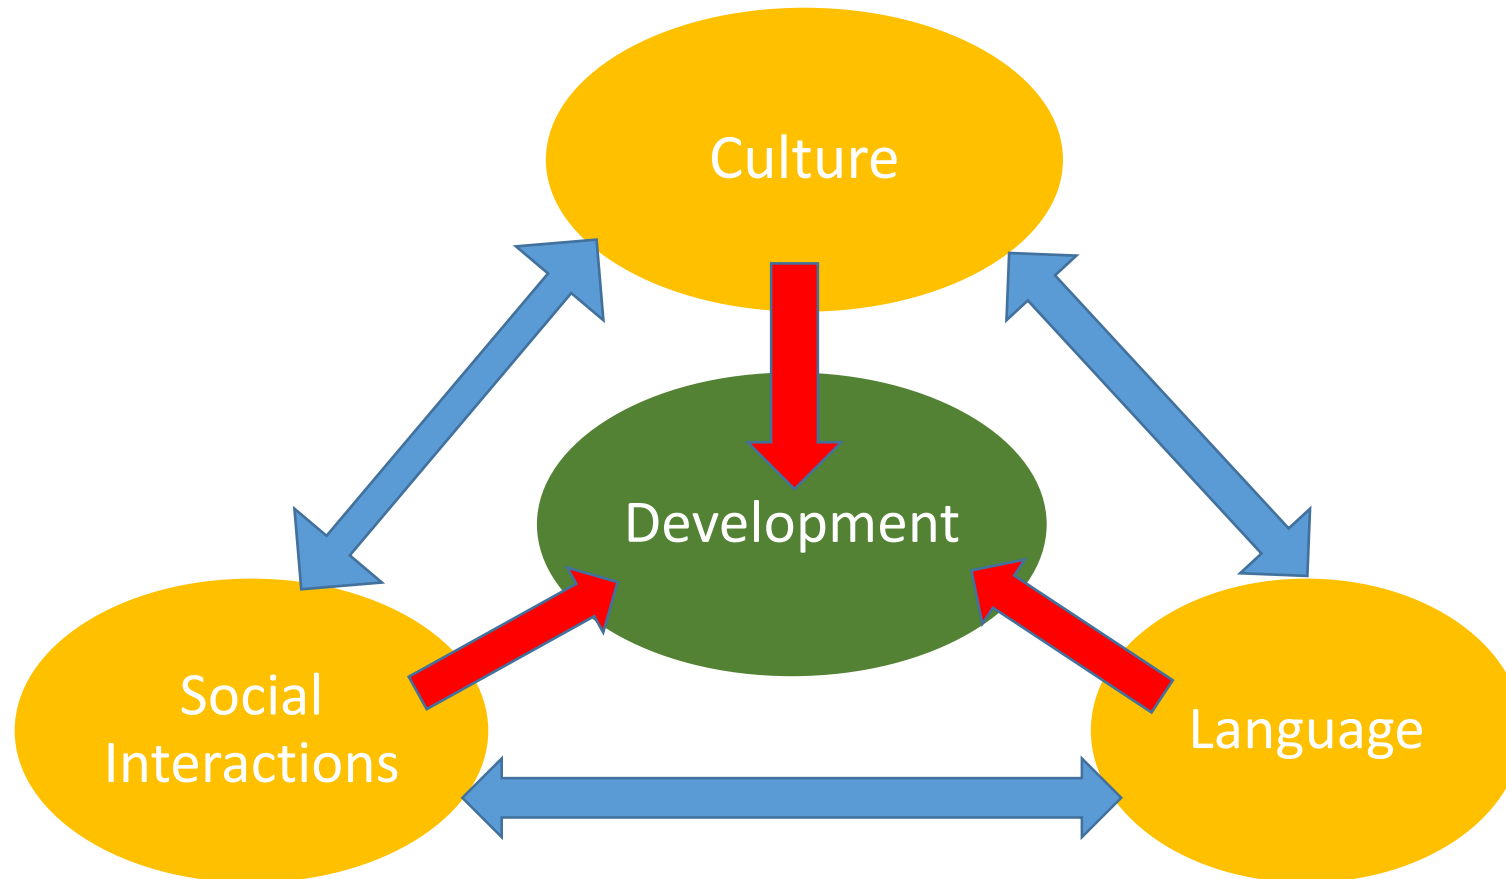 Culture
Development
Social
Interactions
Language